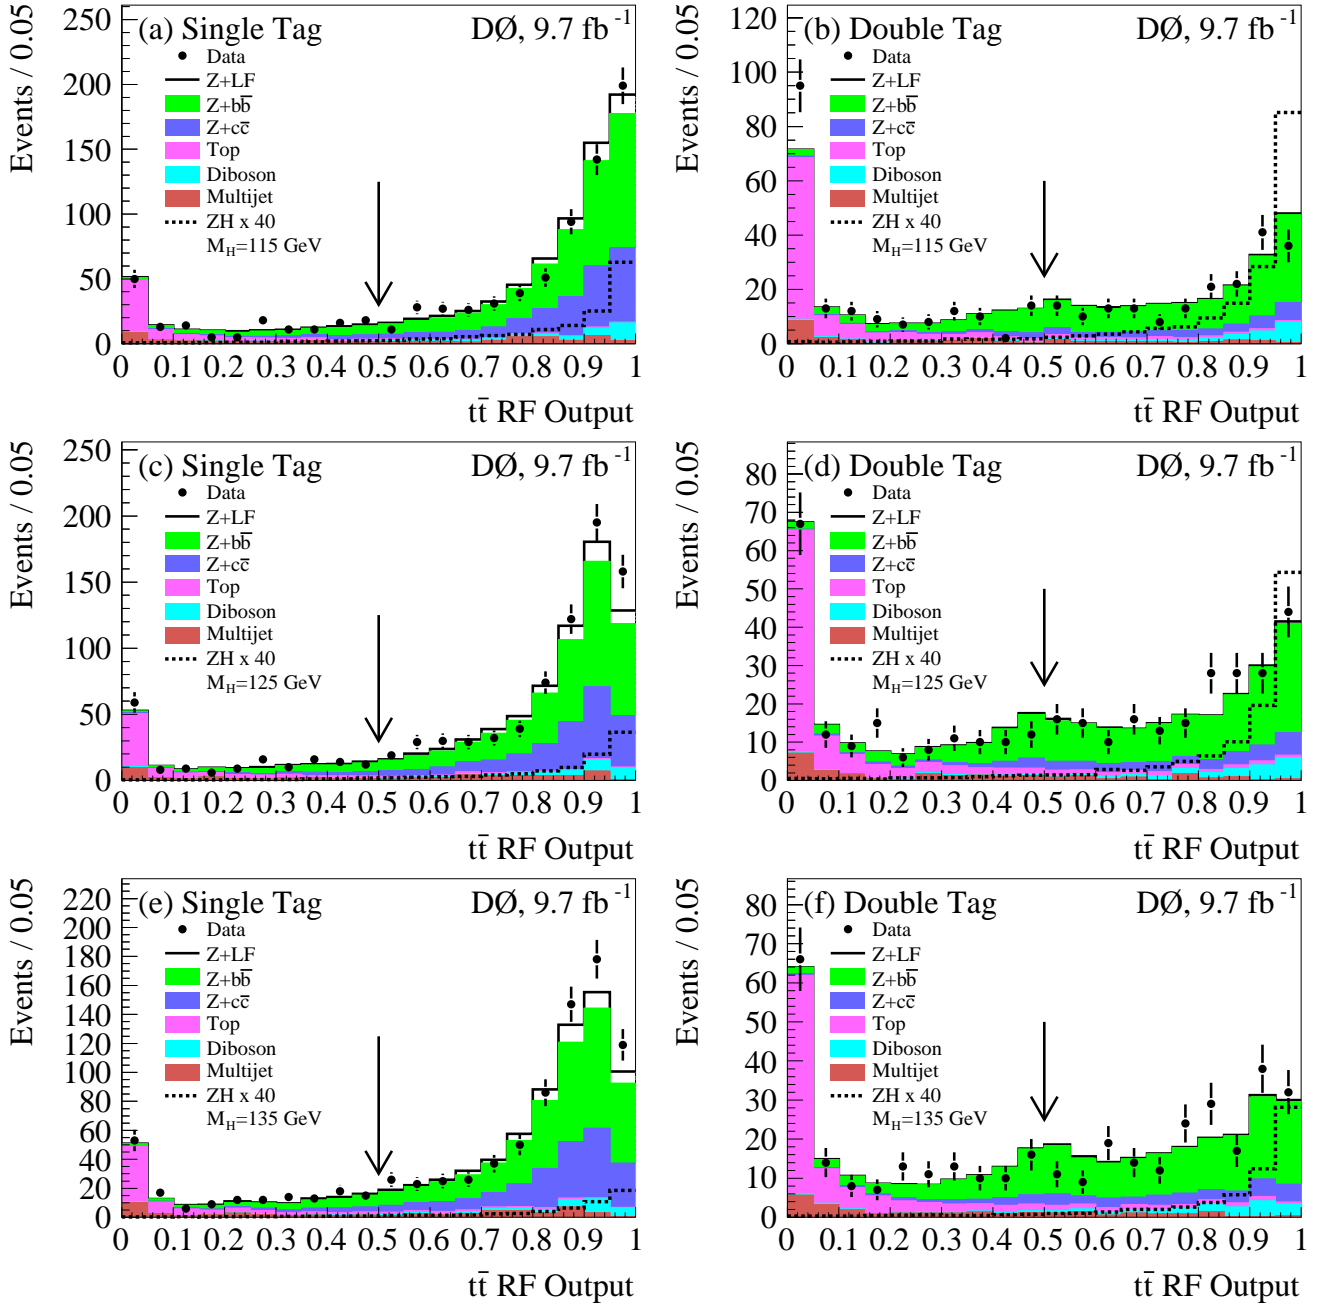 (a) Single Tag
DØ, 9.7 fb⁻¹
Data
Z+LF
Z+bb̅
Z+cc̅
Top
Diboson
Multijet
ZH x 40
M_H=115 GeV
Events / 0.05
250
200
150
100
50
0
0 0.1 0.2 0.3 0.4 0.5 0.6 0.7 0.8 0.9 1
tt̅ RF Output
(b) Double Tag
DØ, 9.7 fb⁻¹
Data
Z+LF
Z+bb̅
Z+cc̅
Top
Diboson
Multijet
ZH x 40
M_H=115 GeV
Events / 0.05
120
100
80
60
40
20
0
0 0.1 0.2 0.3 0.4 0.5 0.6 0.7 0.8 0.9 1
tt̅ RF Output
(c) Single Tag
DØ, 9.7 fb⁻¹
Data
Z+LF
Z+bb̅
Z+cc̅
Top
Diboson
Multijet
ZH x 40
M_H=125 GeV
Events / 0.05
250
200
150
100
50
0
0 0.1 0.2 0.3 0.4 0.5 0.6 0.7 0.8 0.9 1
tt̅ RF Output
(d) Double Tag
DØ, 9.7 fb⁻¹
Data
Z+LF
Z+bb̅
Z+cc̅
Top
Diboson
Multijet
ZH x 40
M_H=125 GeV
Events / 0.05
80
70
60
50
40
30
20
10
0
0 0.1 0.2 0.3 0.4 0.5 0.6 0.7 0.8 0.9 1
tt̅ RF Output
(e) Single Tag
DØ, 9.7 fb⁻¹
Data
Z+LF
Z+bb̅
Z+cc̅
Top
Diboson
Multijet
ZH x 40
M_H=135 GeV
Events / 0.05
220
200
180
160
140
120
100
80
60
40
20
0
0 0.1 0.2 0.3 0.4 0.5 0.6 0.7 0.8 0.9 1
tt̅ RF Output
(f) Double Tag
DØ, 9.7 fb⁻¹
Data
Z+LF
Z+bb̅
Z+cc̅
Top
Diboson
Multijet
ZH x 40
M_H=135 GeV
Events / 0.05
80
70
60
50
40
30
20
10
0
0 0.1 0.2 0.3 0.4 0.5 0.6 0.7 0.8 0.9 1
tt̅ RF Output